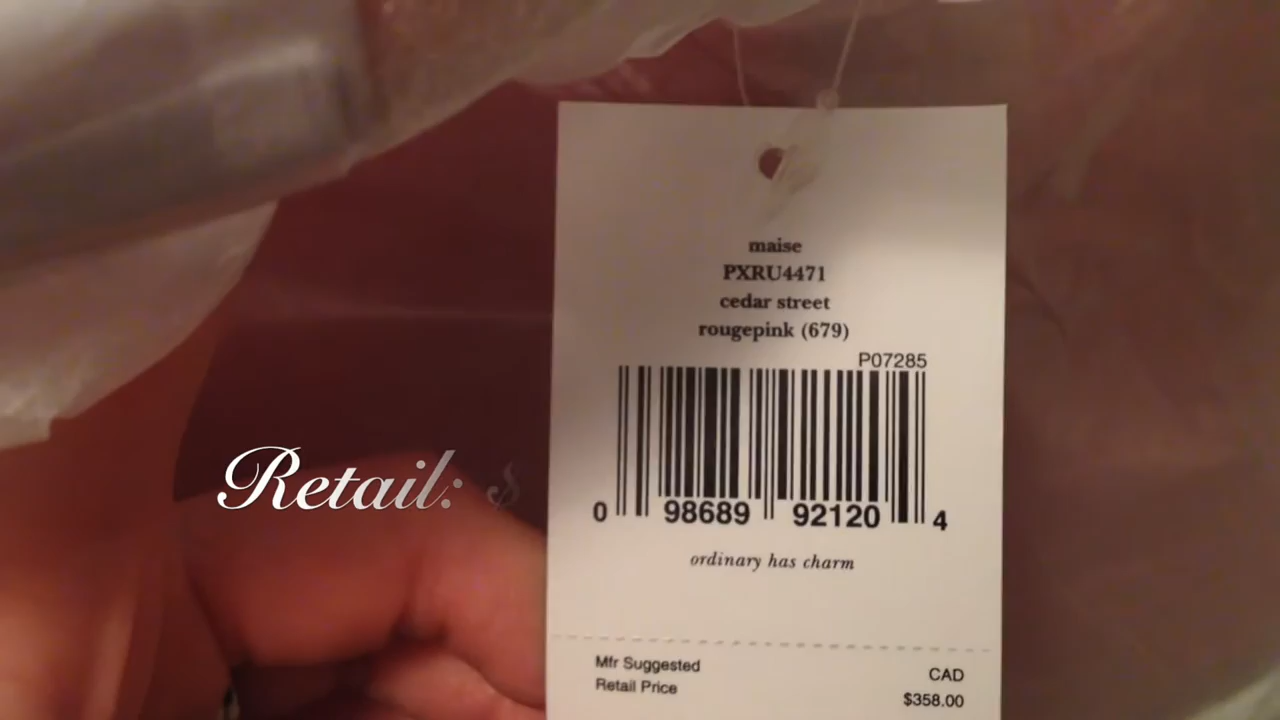 maise
PXRU4471
cedar street
rougepink (679)
P07285
0 98689 92120 4
ordinary has charm
Mfr Suggested
Retail Price
CAD
$358.00
Retail: $